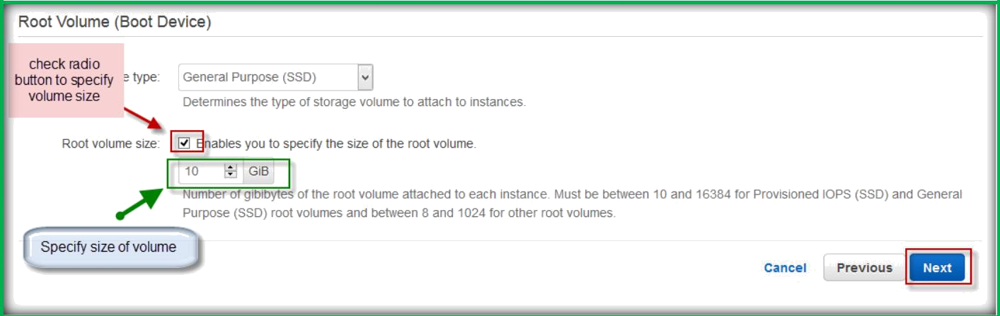 Root Volume (Boot Device)
check radio
button to specify
volume size
e type:
General Purpose (SSD)
Determines the type of storage volume to attach to instances.
Root volume size:
Enables you to specify the size of the root volume.
10 GiB
Number of gibibytes of the root volume attached to each instance. Must be between 10 and 16384 for Provisioned IOPS (SSD) and General
Purpose (SSD) root volumes and between 8 and 1024 for other root volumes.
Specify size of volume
Cancel
Previous
Next